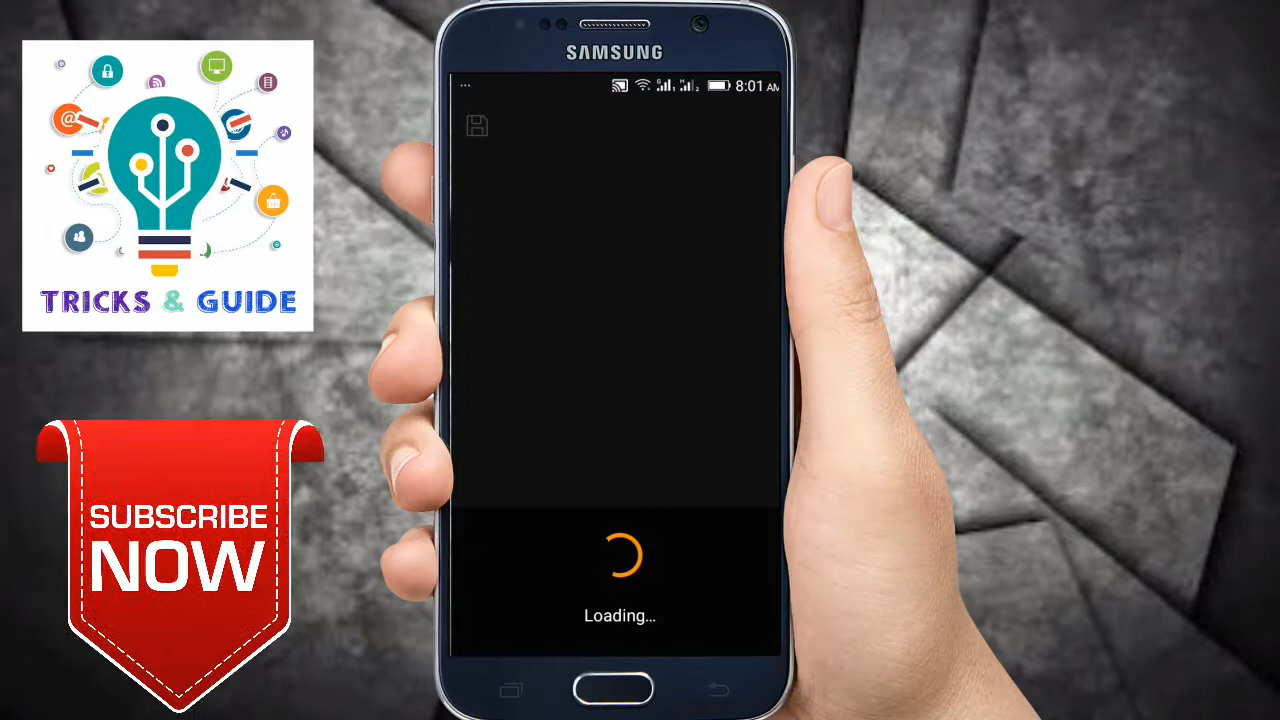 SAMSUNG
8:01 AM
TRICKS & GUIDE
SUBSCRIBE
NOW
Loading...